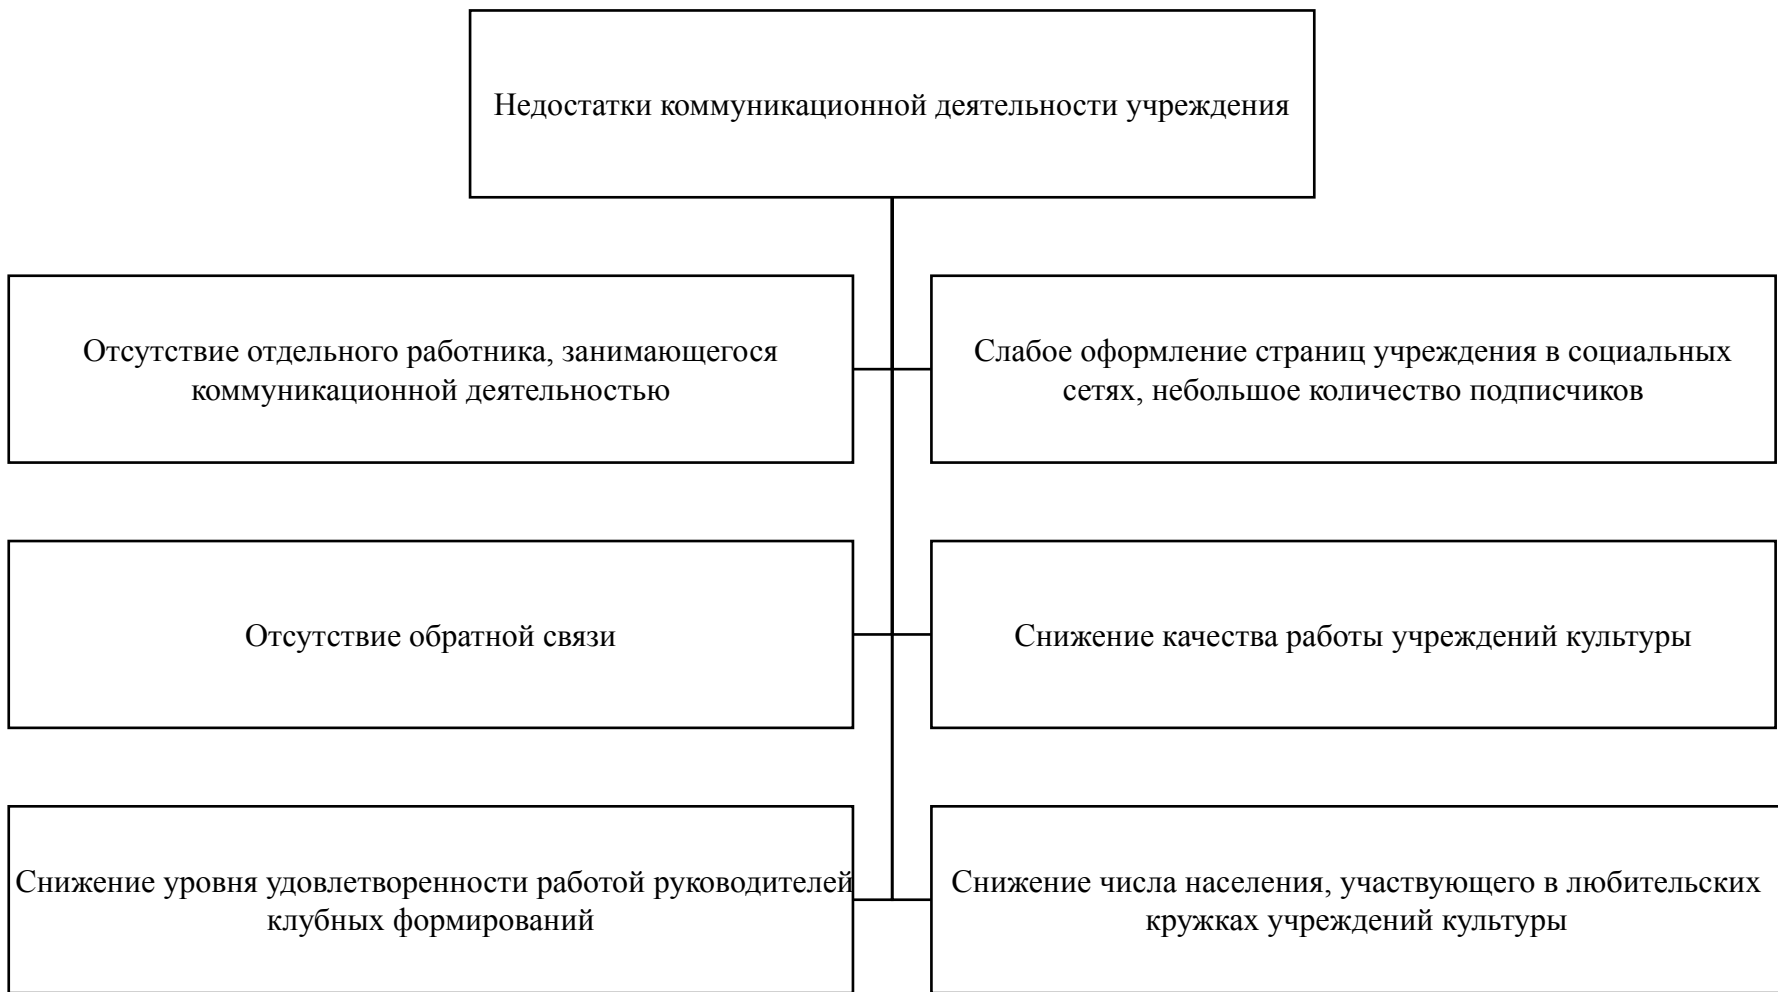 Недостатки коммуникационной деятельности учреждения
Отсутствие отдельного работника, занимающегося
коммуникационной деятельностью
Слабое оформление страниц учреждения в социальных
сетях, небольшое количество подписчиков
Отсутствие обратной связи
Снижение качества работы учреждений культуры
Снижение уровня удовлетворенности работой руководителей
клубных формирований
Снижение числа населения, участвующего в любительских
кружках учреждений культуры